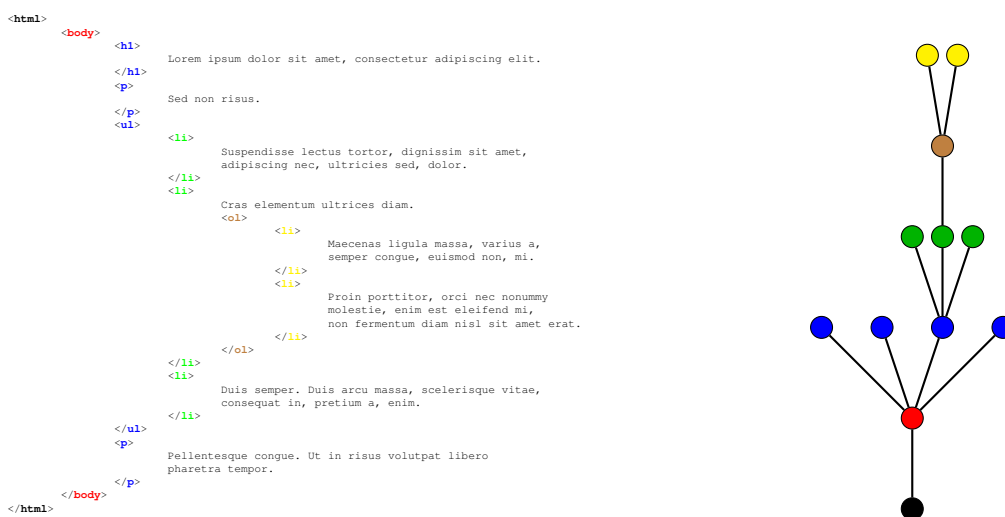 <html>
<body>
<h1>
Lorem ipsum dolor sit amet, consectetur adipiscing elit.
</h1>
<p>
Sed non risus.
</p>
<ul>
<li>
Suspendisse lectus tortor, dignissim sit amet,
adipiscing nec, ultricies sed, dolor.
</li>
<li>
Cras elementum ultrices diam.
<ol>
<li>
Maecenas ligula massa, varius a,
semper congue, euismod non, mi.
</li>
<li>
Proin porttitor, orci nec nonummy
molestie, enim est eleifend mi,
non fermentum diam nisl sit amet erat.
</li>
</ol>
</li>
<li>
Duis semper. Duis arcu massa, scelerisque vitae,
consequat in, pretium a, enim.
</li>
</ul>
<p>
Pellentesque congue. Ut in risus volutpat libero
pharetra tempor.
</p>
</body>
</html>